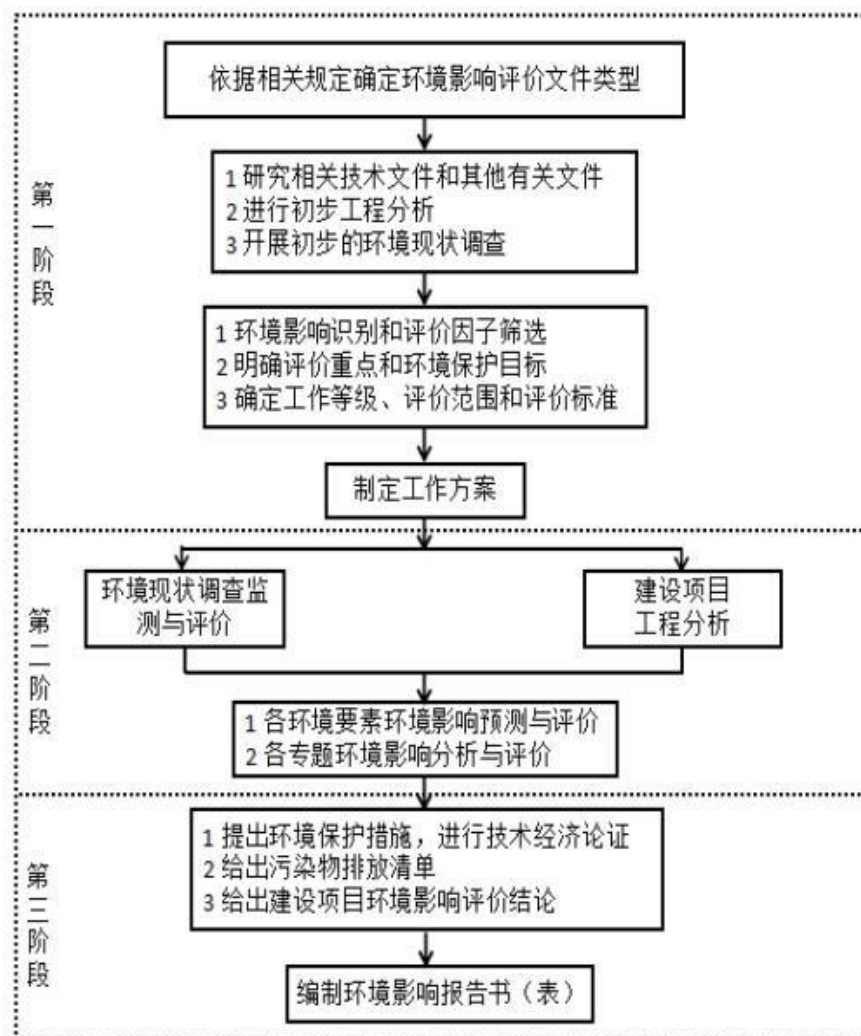 依据相关规定确定环境影响评价文件类型
第一阶段
1 研究相关技术文件和其他有关文件
2 进行初步工程分析
3 开展初步的环境现状调查
1 环境影响识别和评价因子筛选
2 明确评价重点和环境保护目标
3 确定工作等级、评价范围和评价标准
制定工作方案
第二阶段
环境现状调查监
测与评价
建设项目
工程分析
1 各环境要素环境影响预测与评价
2 各专题环境影响分析与评价
第三阶段
1 提出环境保护措施，进行技术经济论证
2 给出污染物排放清单
3 给出建设项目环境影响评价结论
编制环境影响报告书（表）